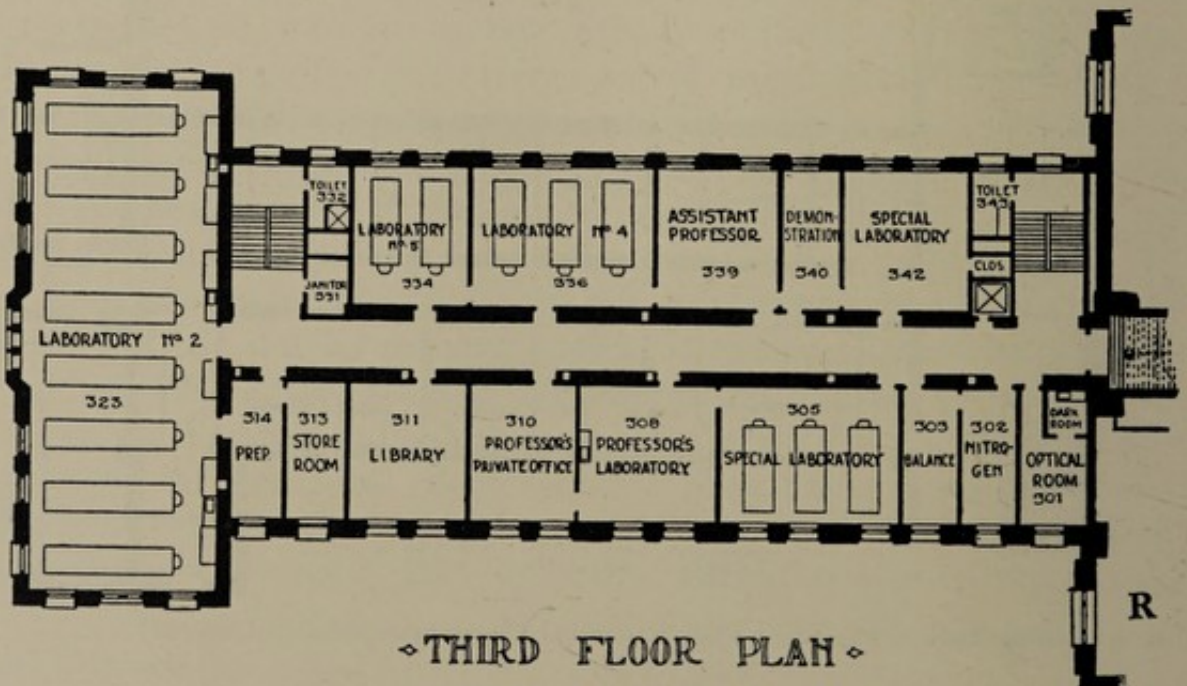 TOILET
332
LABORATORY
Nº 5
334
JANITOR
331
LABORATORY Nº 4
336
ASSISTANT
PROFESSOR
339
DEMON-
STRATION
340
SPECIAL
LABORATORY
342
TOILET
343
CLOS.
LABORATORY Nº 2
323
314
PREP.
313
STORE
ROOM
311
LIBRARY
310
PROFESSOR'S
PRIVATE OFFICE
308
PROFESSOR'S
LABORATORY
305
SPECIAL LABORATORY
303
BALANCE
302
NITRO-
GEN
DARK
ROOM
OPTICAL
ROOM
301
R
THIRD FLOOR PLAN